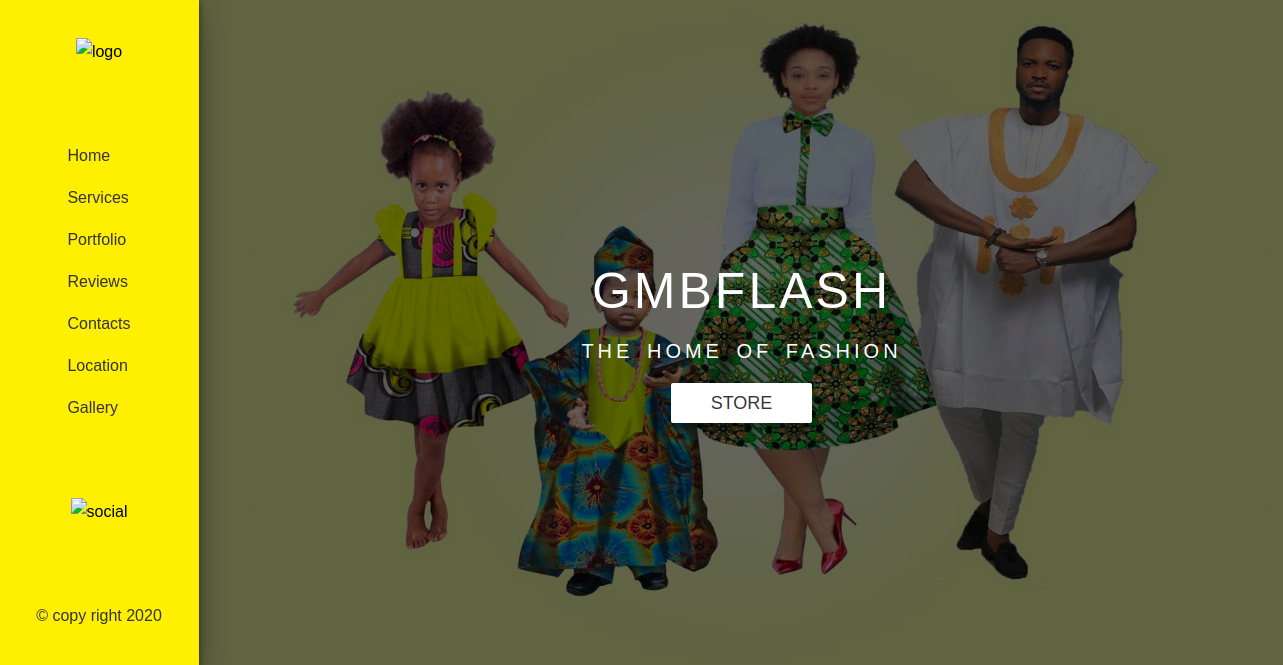 logo
Home
Services
Portfolio
Reviews
Contacts
Location
Gallery
social
© copy right 2020
GMBFLASH
THE HOME OF FASHION
STORE